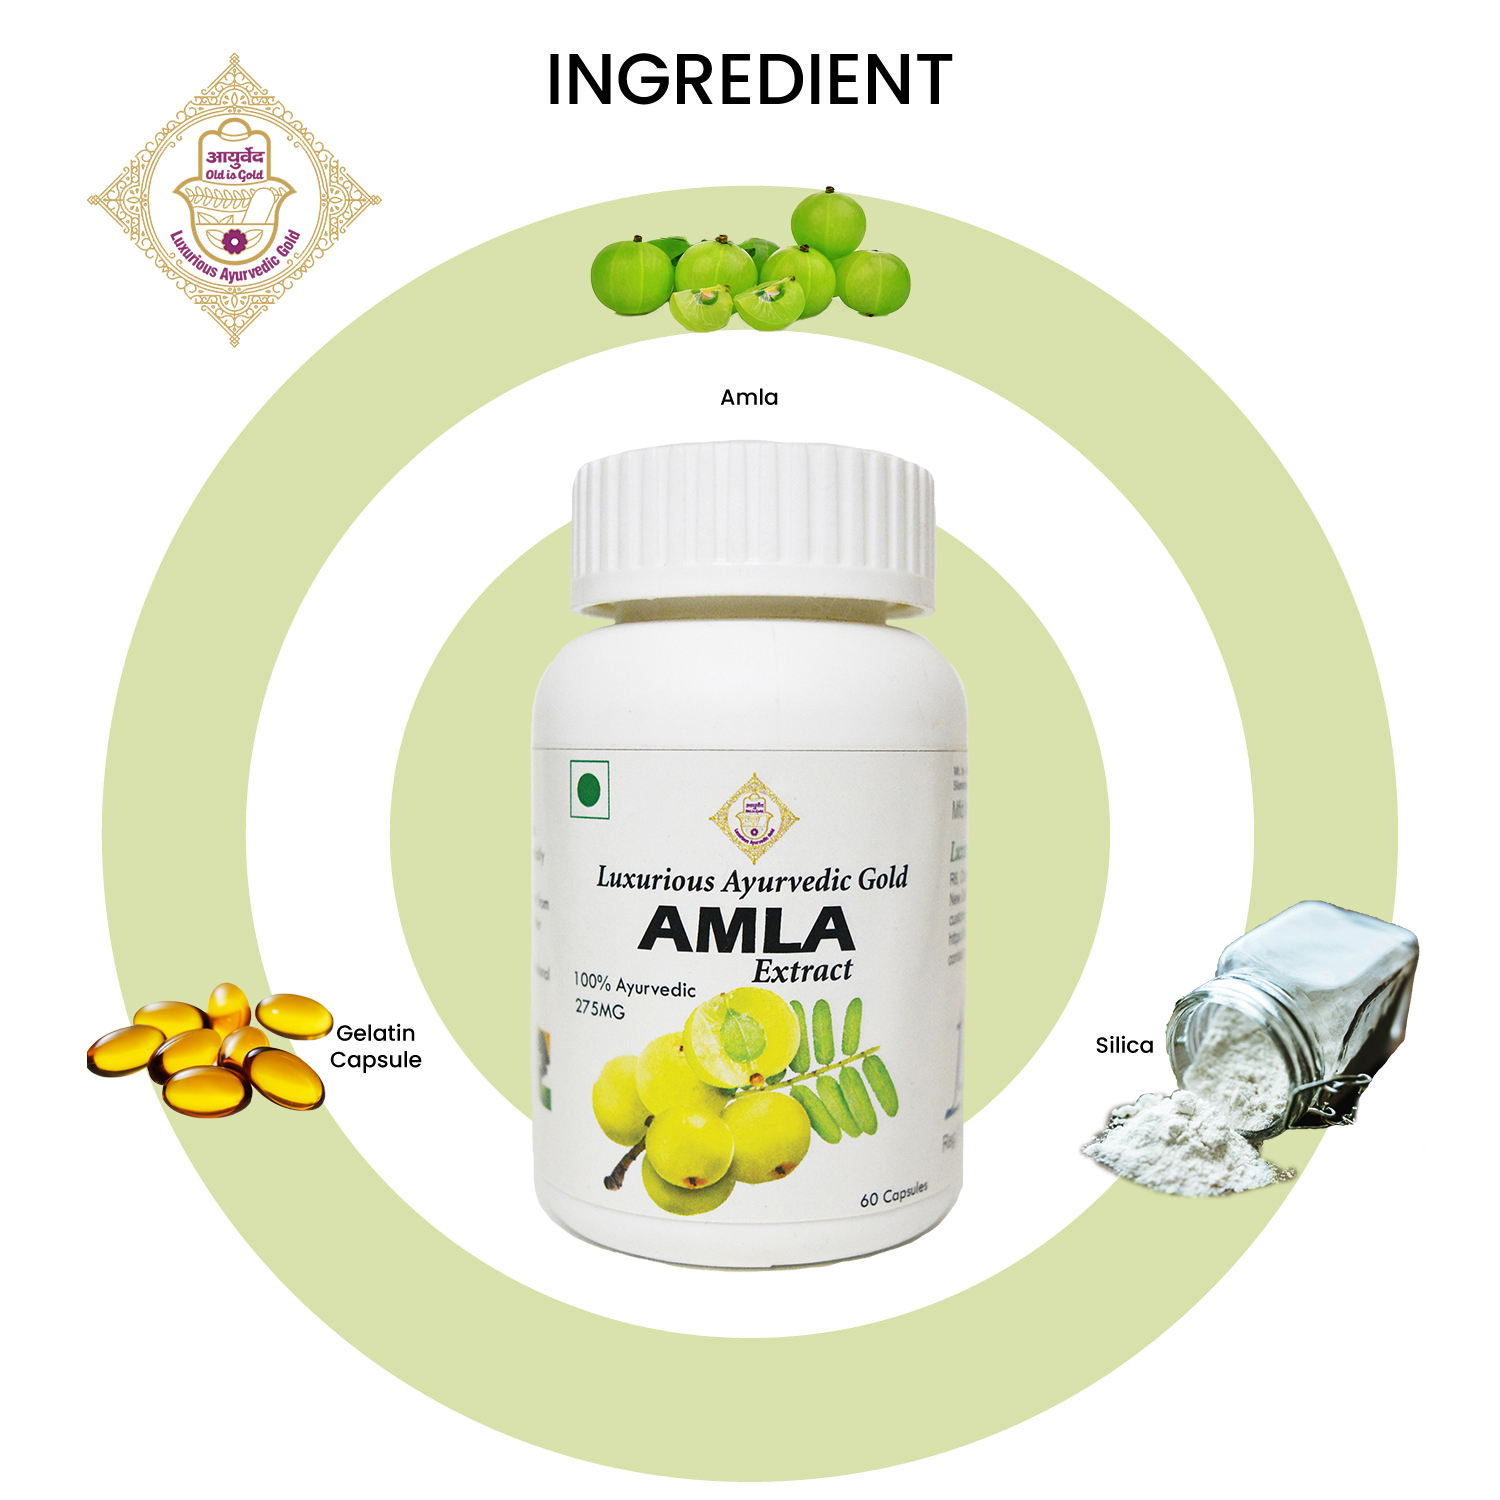 INGREDIENT
आयुर्वेद
Old is Gold
Luxurious Ayurvedic Gold
Amla
Luxurious Ayurvedic Gold
AMLA
Extract
100% Ayurvedic
275MG
60 Capsules
Gelatin
Capsule
Silica